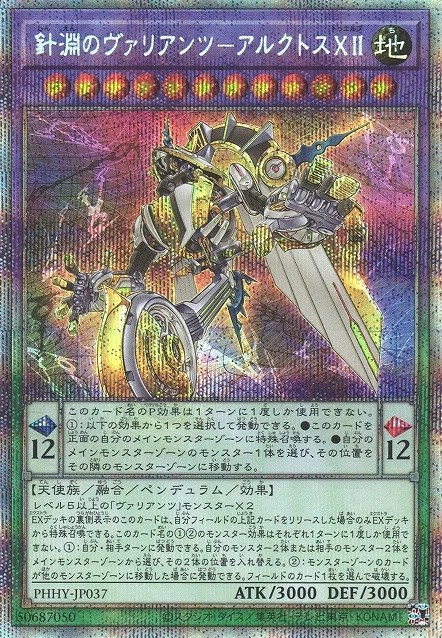 針淵のヴァリアンツ－アルクトスⅫ
地
このカード名のP効果は1ターンに1度しか使用できない。
①：以下の効果から1つを選択して発動できる。●このカードを
正面の自分のメインモンスターゾーンに特殊召喚する。●自分の
メインモンスターゾーンのモンスター1体を選び、その位置を
その隣のモンスターゾーンに移動する。
12
12
【天使族／融合／ペンデュラム／効果】
レベル5以上の「ヴァリアンツ」モンスター×2
EXデッキの裏側表示のこのカードは、自分フィールドの上記カードをリリースした場合のみEXデッキ
から特殊召喚できる。このカード名の①②のモンスター効果はそれぞれ1ターンに1度しか使用でき
ない。①：自分・相手ターンに発動できる。自分のモンスター2体または相手のモンスター2体を
メインモンスターゾーンから選び、その2体の位置を入れ替える。②：モンスターゾーンのこのカード
が他のモンスターゾーンに移動した場合に発動できる。フィールドのカード1枚を選んで破壊する。
PHHY-JP037
ATK/3000
DEF/3000
50687050
©スタジオ・ダイス/集英社・テレビ東京・KONAMI